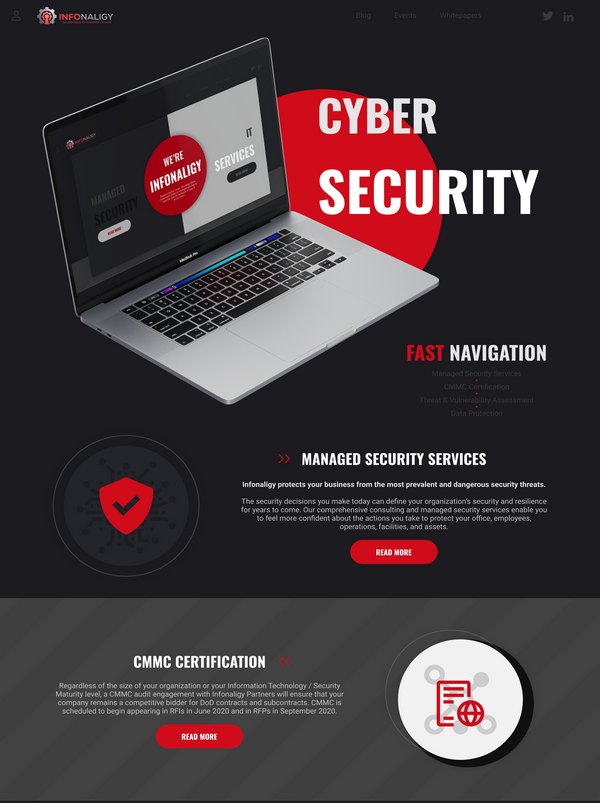 INFONALIGY
Blog Events Whitepapers
CYBER
SECURITY
INFONALIGY
MANAGED
SECURITY
READ MORE
WE'RE
INFONALIGY
IT
SERVICES
MacBook Pro
FAST NAVIGATION
Managed Security Services
CMMC Certification
Threat & Vulnerability Assessment
Data Protection
MANAGED SECURITY SERVICES
Infonaligy protects your business from the most prevalent and dangerous security threats.
The security decisions you make today can define your organization's security and resilience
for years to come. Our comprehensive consulting and managed security services enable you
to feel more confident about the actions you take to protect your office, employees,
operations, facilities, and assets.
READ MORE
CMMC CERTIFICATION
Regardless of the size of your organization or your Information Technology / Security
Maturity level, a CMMC audit engagement with Infonaligy Partners will ensure that your
company remains a competitive bidder for DoD contracts and subcontracts. CMMC is
scheduled to begin appearing in RFIs in June 2020 and in RFPs in September 2020.
READ MORE